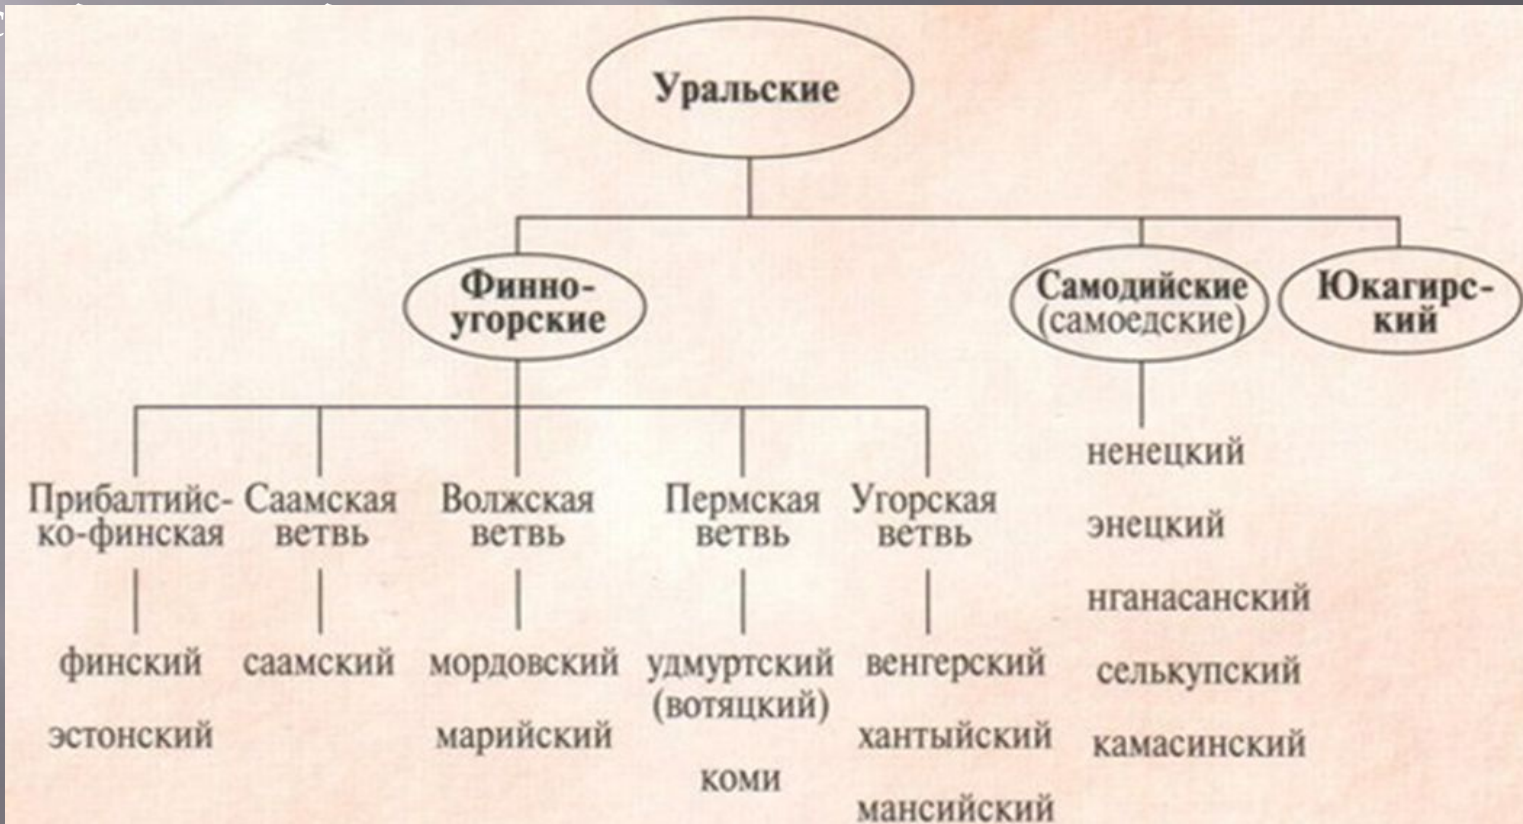 Уральские
Финно-
угорские
Самодийские
(самоедские)
Юкагирс-
кий
Прибалтийс-
ко-финская
Саамская
ветвь
Волжская
ветвь
Пермская
ветвь
Угорская
ветвь
финский
эстонский
саамский
мордовский
марийский
удмуртский
(вотяцкий)
коми
венгерский
хантыйский
мансийский
ненецкий
энецкий
нганасанский
селькупский
камасинский